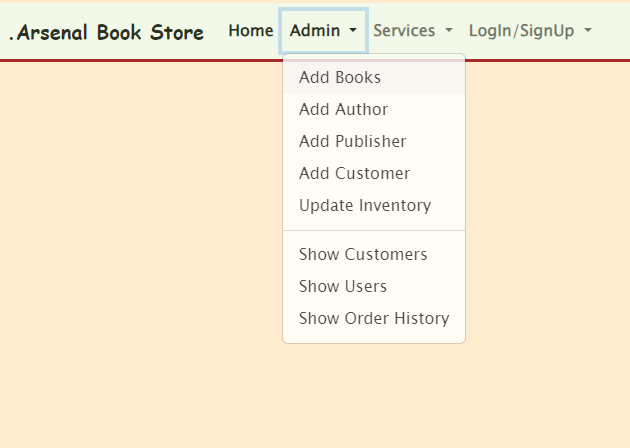 .Arsenal Book Store Home Admin Services LogIn/SignUp
Add Books
Add Author
Add Publisher
Add Customer
Update Inventory
Show Customers
Show Users
Show Order History